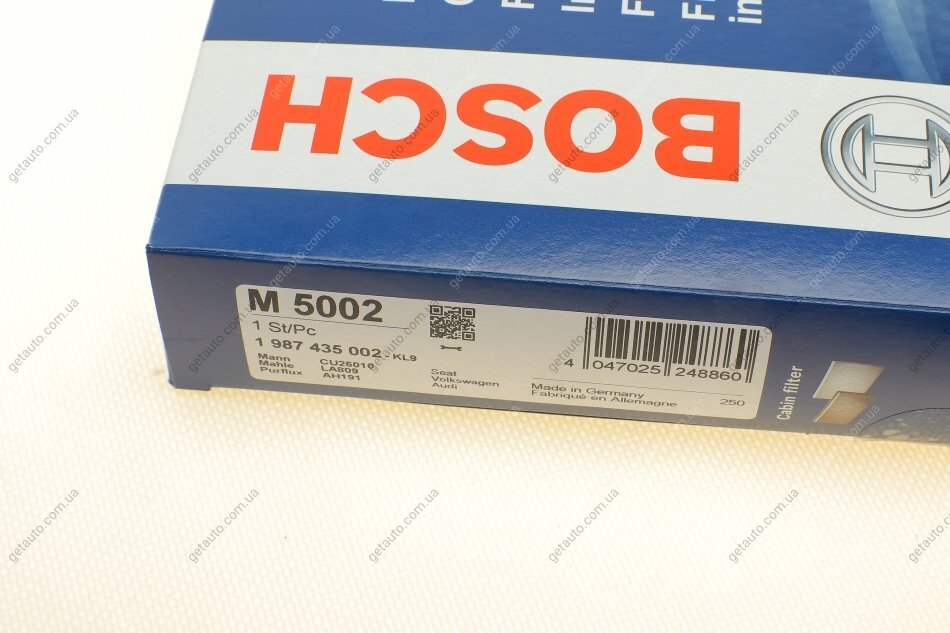 BOSCH
M 5002
1 St/Pc
1 987 435 002 - KL9
Mann CU26010
Mahle LA809
Purflux AH191
Seat
Volkswagen
Audi
4 047025 248860
Made in Germany
Fabriqué en Allemagne
250
Cabin filter
getauto.com.ua